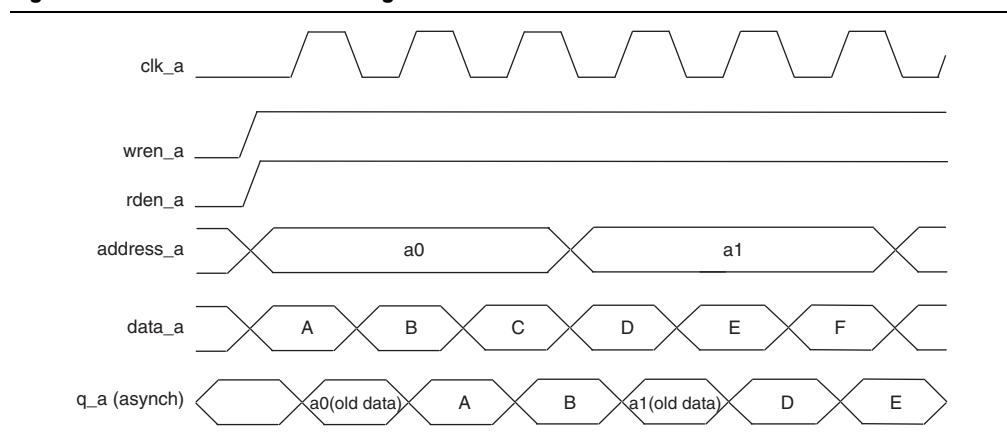 clk_a
wren_a
rden_a
address_a a0 a1
data_a A B C D E F
q_a (asynch) a0(old data) A B a1(old data) D E